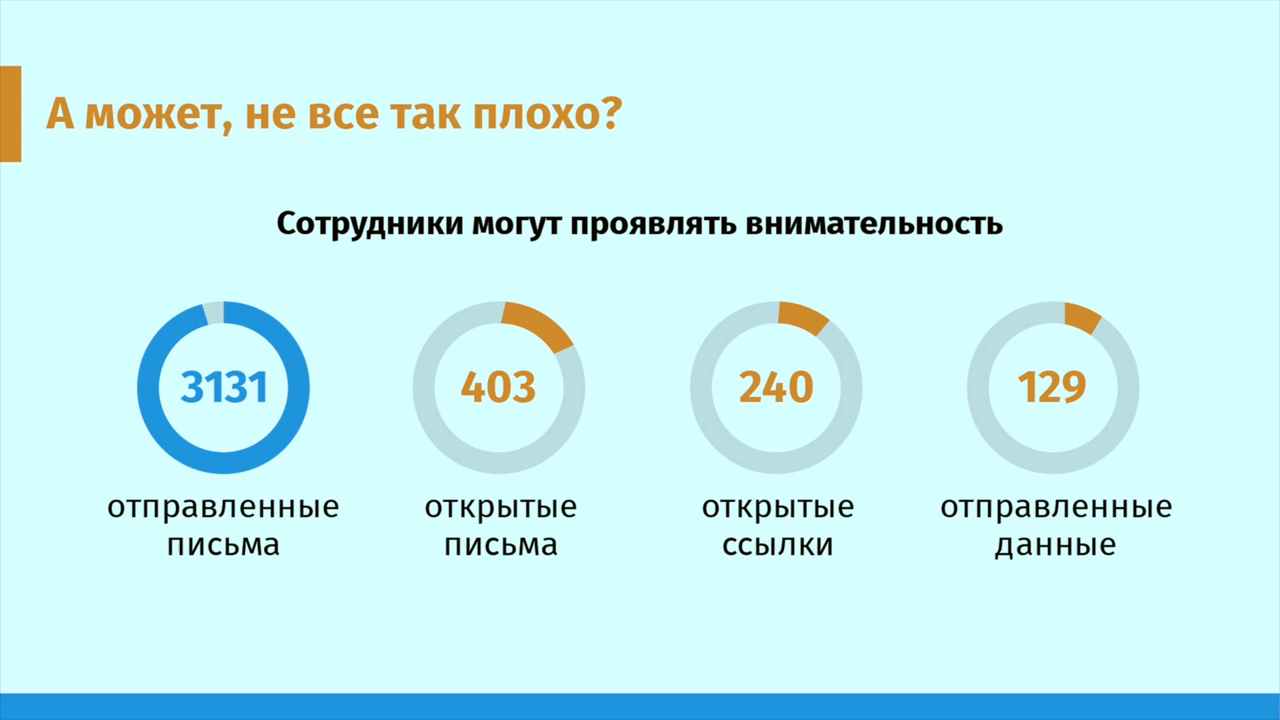 А может, не все так плохо?
Сотрудники могут проявлять внимательность
3131
отправленные
письма
403
открытые
письма
240
открытые
ссылки
129
отправленные
данные